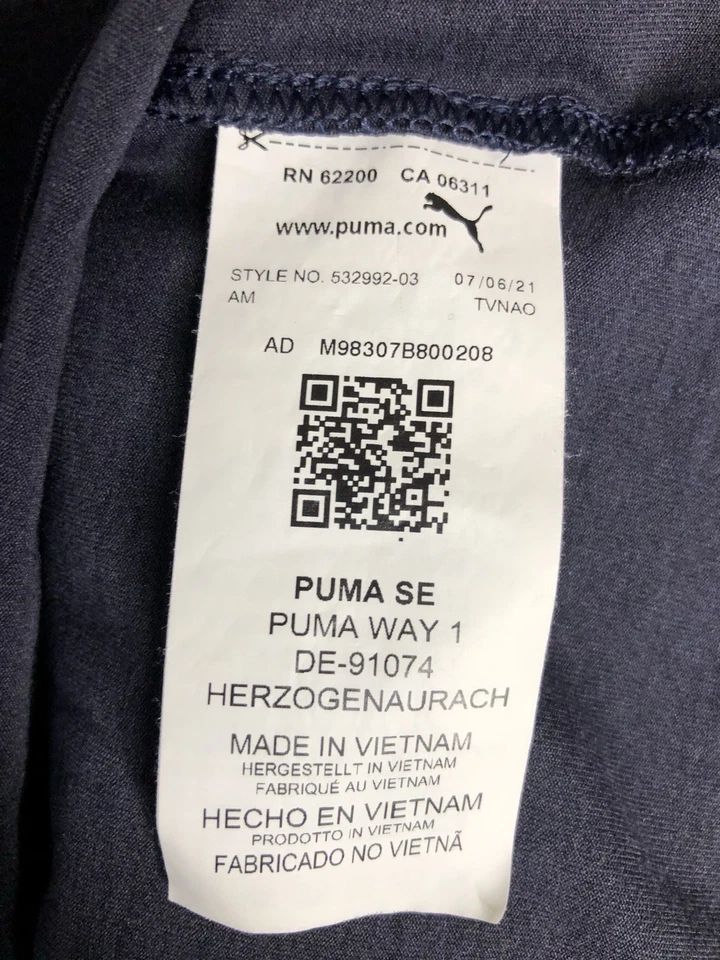 RN 62200 CA 06311
www.puma.com
STYLE NO. 532992-03 07/06/21
AM TVNAO
AD M98307B800208
PUMA SE
PUMA WAY 1
DE-91074
HERZOGENAURACH
MADE IN VIETNAM
HERGESTELLT IN VIETNAM
FABRIQUÉ AU VIETNAM
HECHO EN VIETNAM
PRODOTTO IN VIETNAM
FABRICADO NO VIETNÃ